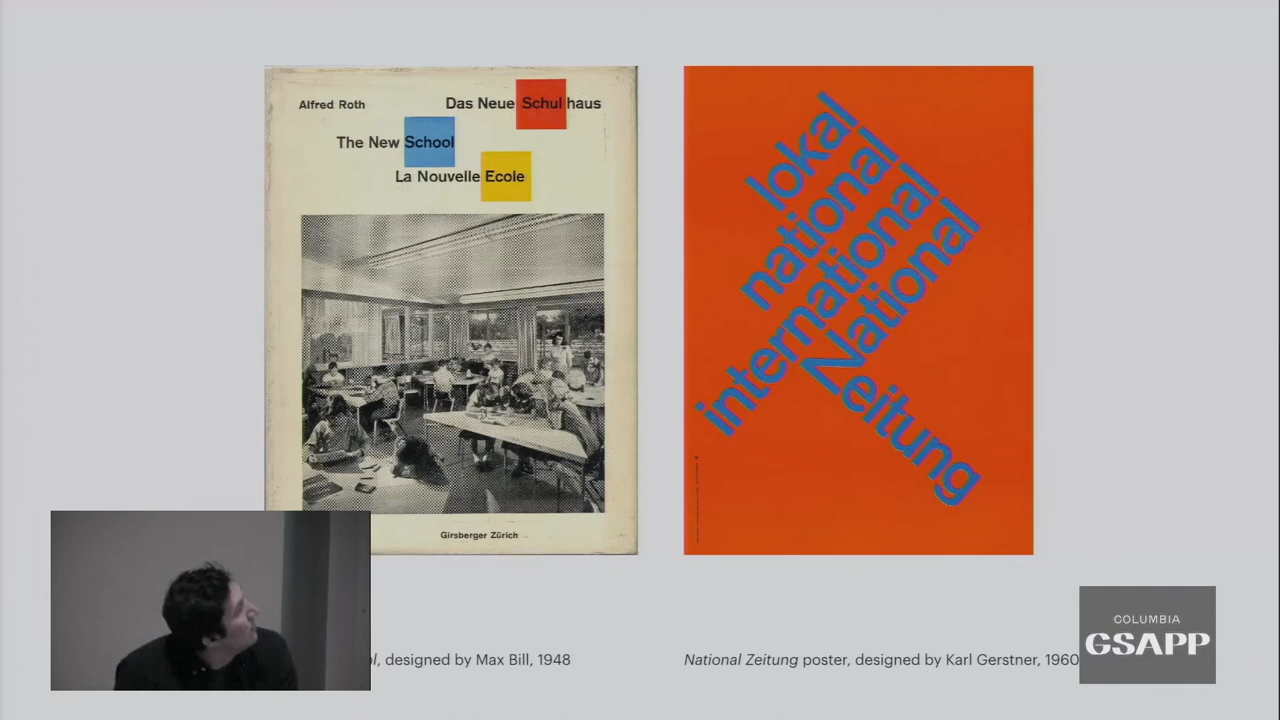 Alfred Roth
Das Neue Schulhaus
The New School
La Nouvelle Ecole
Girsberger Zürich
lokal
national
international
National
Zeitung
, designed by Max Bill, 1948
National Zeitung poster, designed by Karl Gerstner, 1960
COLUMBIA
GSAPP